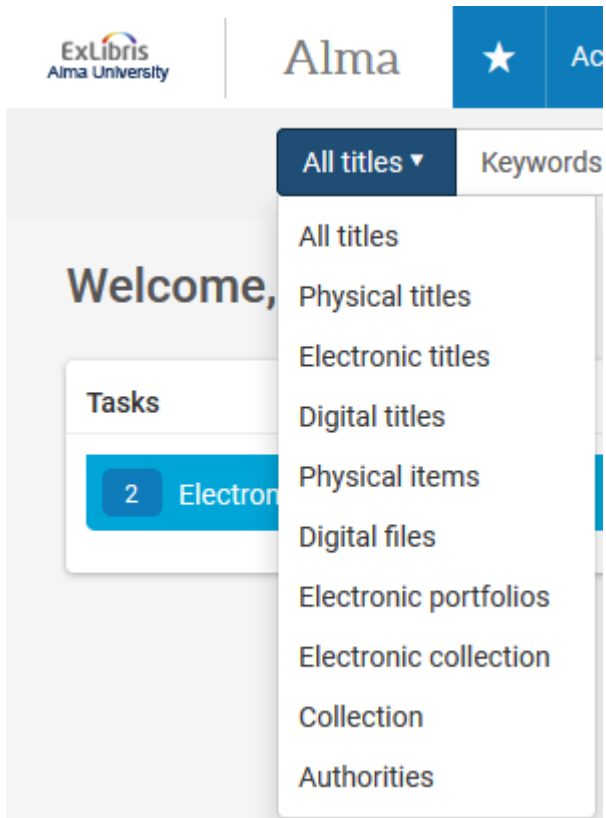 ExLibris
Alma University
Alma
★ Ac
All titles ▼ Keywords
All titles
Physical titles
Welcome,
Electronic titles
Tasks
Digital titles
Physical items
2 Electron
Digital files
Electronic portfolios
Electronic collection
Collection
Authorities